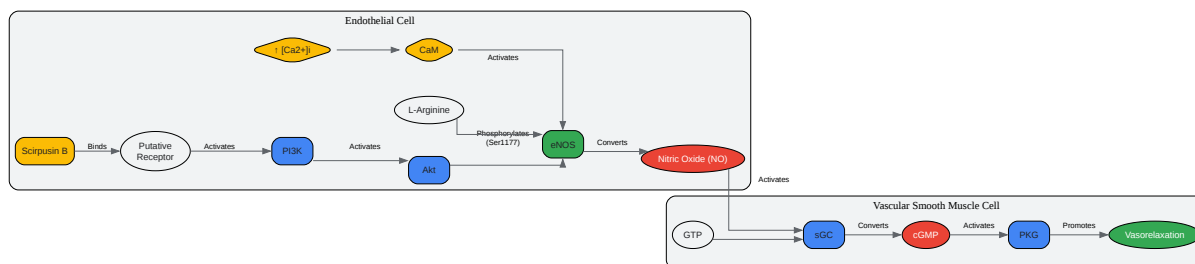 Endothelial Cell
↑ [Ca2+]i
CaM
Activates
L-Arginine
Phosphorylates
(Ser1177)
Scirpusin B
Binds
Putative
Receptor
Activates
PI3K
Activates
Akt
eNOS
Converts
Nitric Oxide (NO)
Activates
Vascular Smooth Muscle Cell
GTP
sGC
Converts
cGMP
Activates
PKG
Promotes
Vasorelaxation